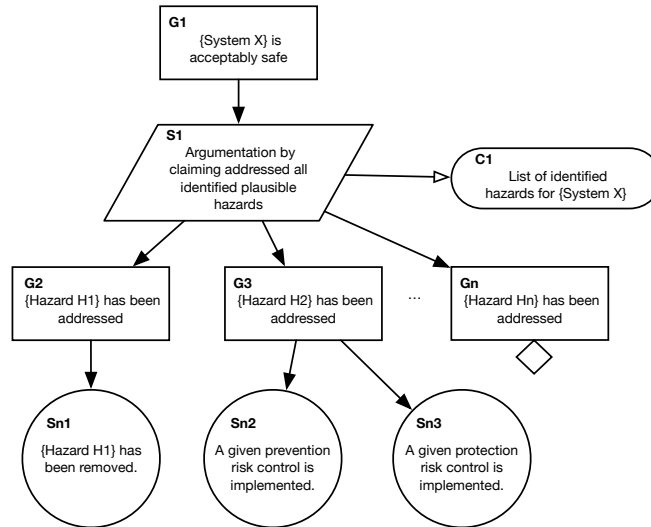 G1
{System X} is
acceptably safe
S1
Argumentation by
claiming addressed all
identified plausible
hazards
C1
List of identified
hazards for {System X}
G2
{Hazard H1} has been
addressed
G3
{Hazard H2} has been
addressed
...
Gn
{Hazard Hn} has been
addressed
Sn1
{Hazard H1} has
been removed.
Sn2
A given prevention
risk control is
implemented.
Sn3
A given protection
risk control is
implemented.